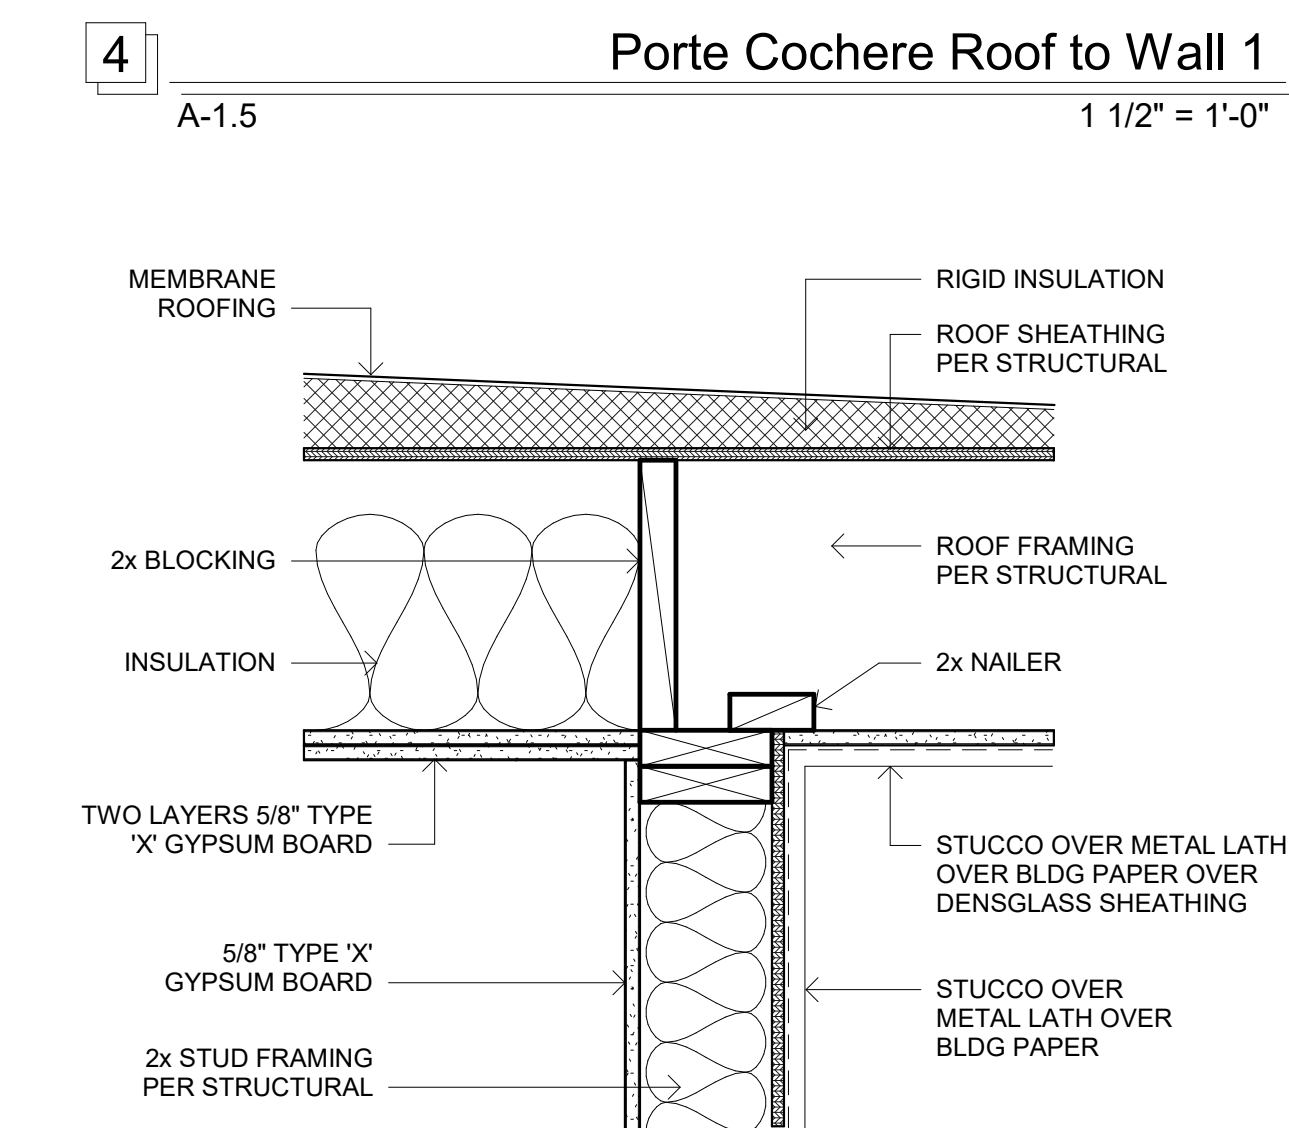 4
Porte Cochere Roof to Wall 1
A-1.5
1 1/2" = 1'-0"
MEMBRANE
ROOFING
RIGID INSULATION
ROOF SHEATHING
PER STRUCTURAL
2x BLOCKING
ROOF FRAMING
PER STRUCTURAL
INSULATION
2x NAILER
TWO LAYERS 5/8" TYPE
'X' GYPSUM BOARD
STUCCO OVER METAL LATH
OVER BLDG PAPER OVER
DENSGLASS SHEATHING
5/8" TYPE 'X'
GYPSUM BOARD
STUCCO OVER
METAL LATH OVER
BLDG PAPER
2x STUD FRAMING
PER STRUCTURAL